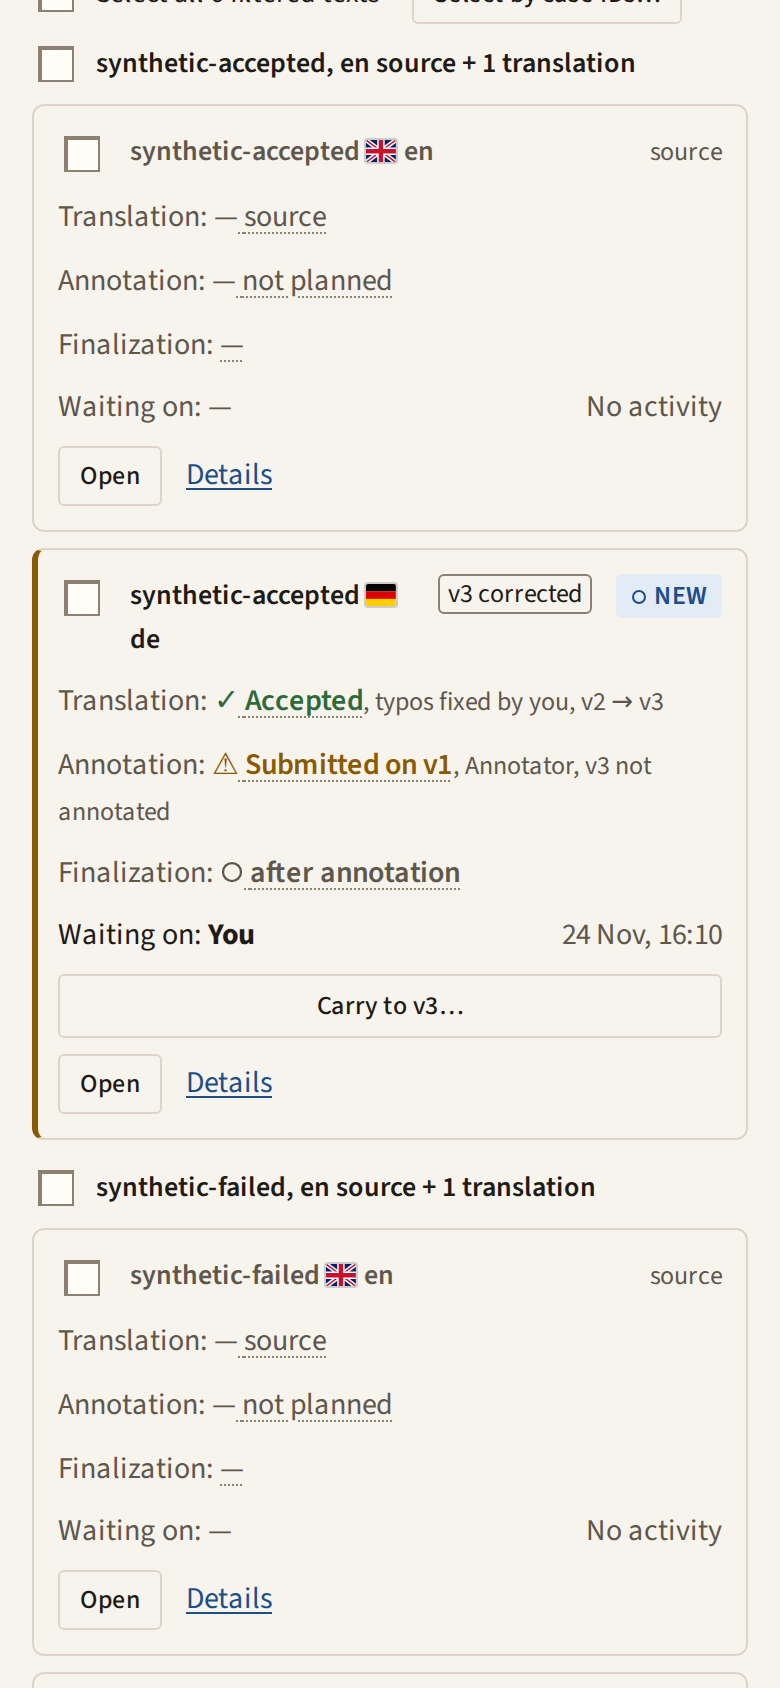 synthetic-accepted, en source + 1 translation
synthetic-accepted en source
Translation: — source
Annotation: — not planned
Finalization: —
Waiting on: — No activity
Open Details
synthetic-accepted v3 corrected NEW
de
Translation: ✓ Accepted, typos fixed by you, v2 → v3
Annotation: ⚠ Submitted on v1, Annotator, v3 not
annotated
Finalization: ○ after annotation
Waiting on: You 24 Nov, 16:10
Carry to v3…
Open Details
synthetic-failed, en source + 1 translation
synthetic-failed en source
Translation: — source
Annotation: — not planned
Finalization: —
Waiting on: — No activity
Open Details